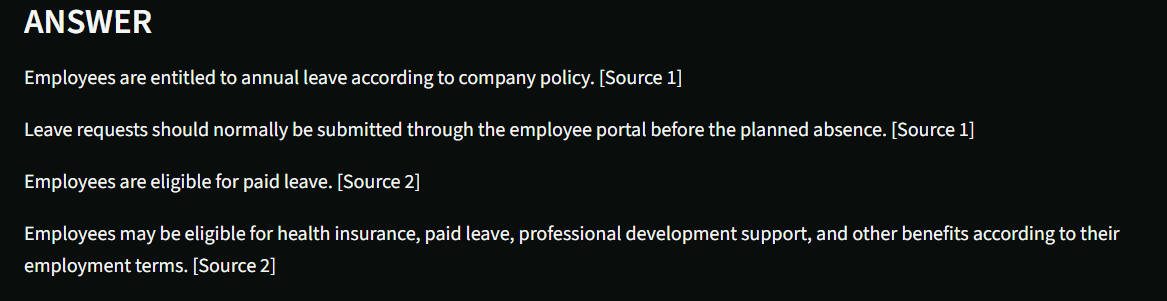 ANSWER
Employees are entitled to annual leave according to company policy. [Source 1]
Leave requests should normally be submitted through the employee portal before the planned absence. [Source 1]
Employees are eligible for paid leave. [Source 2]
Employees may be eligible for health insurance, paid leave, professional development support, and other benefits according to their
employment terms. [Source 2]